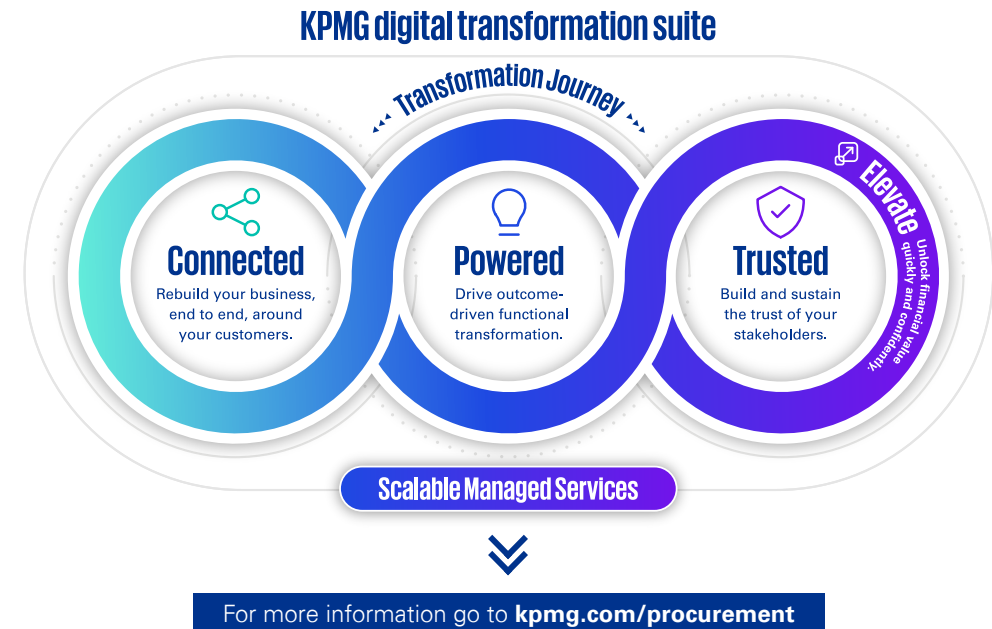 KPMG digital transformation suite
Transformation Journey
Connected
Rebuild your business,
end to end, around
your customers.
Powered
Drive outcome-
driven functional
transformation.
Trusted
Build and sustain
the trust of your
stakeholders.
Elevate
Unlock financial value
quickly and confidently.
Scalable Managed Services
For more information go to kpmg.com/procurement